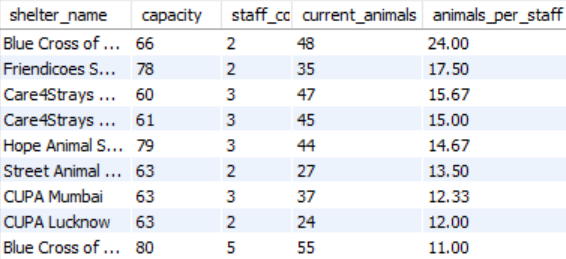 shelter_name capacity staff_co current_animals animals_per_staff
Blue Cross of ... 66 2 48 24.00
Friendicoes S... 78 2 35 17.50
Care4Strays ... 60 3 47 15.67
Care4Strays ... 61 3 45 15.00
Hope Animal S... 79 3 44 14.67
Street Animal ... 63 2 27 13.50
CUPA Mumbai 63 3 37 12.33
CUPA Lucknow 63 2 24 12.00
Blue Cross of ... 80 5 55 11.00